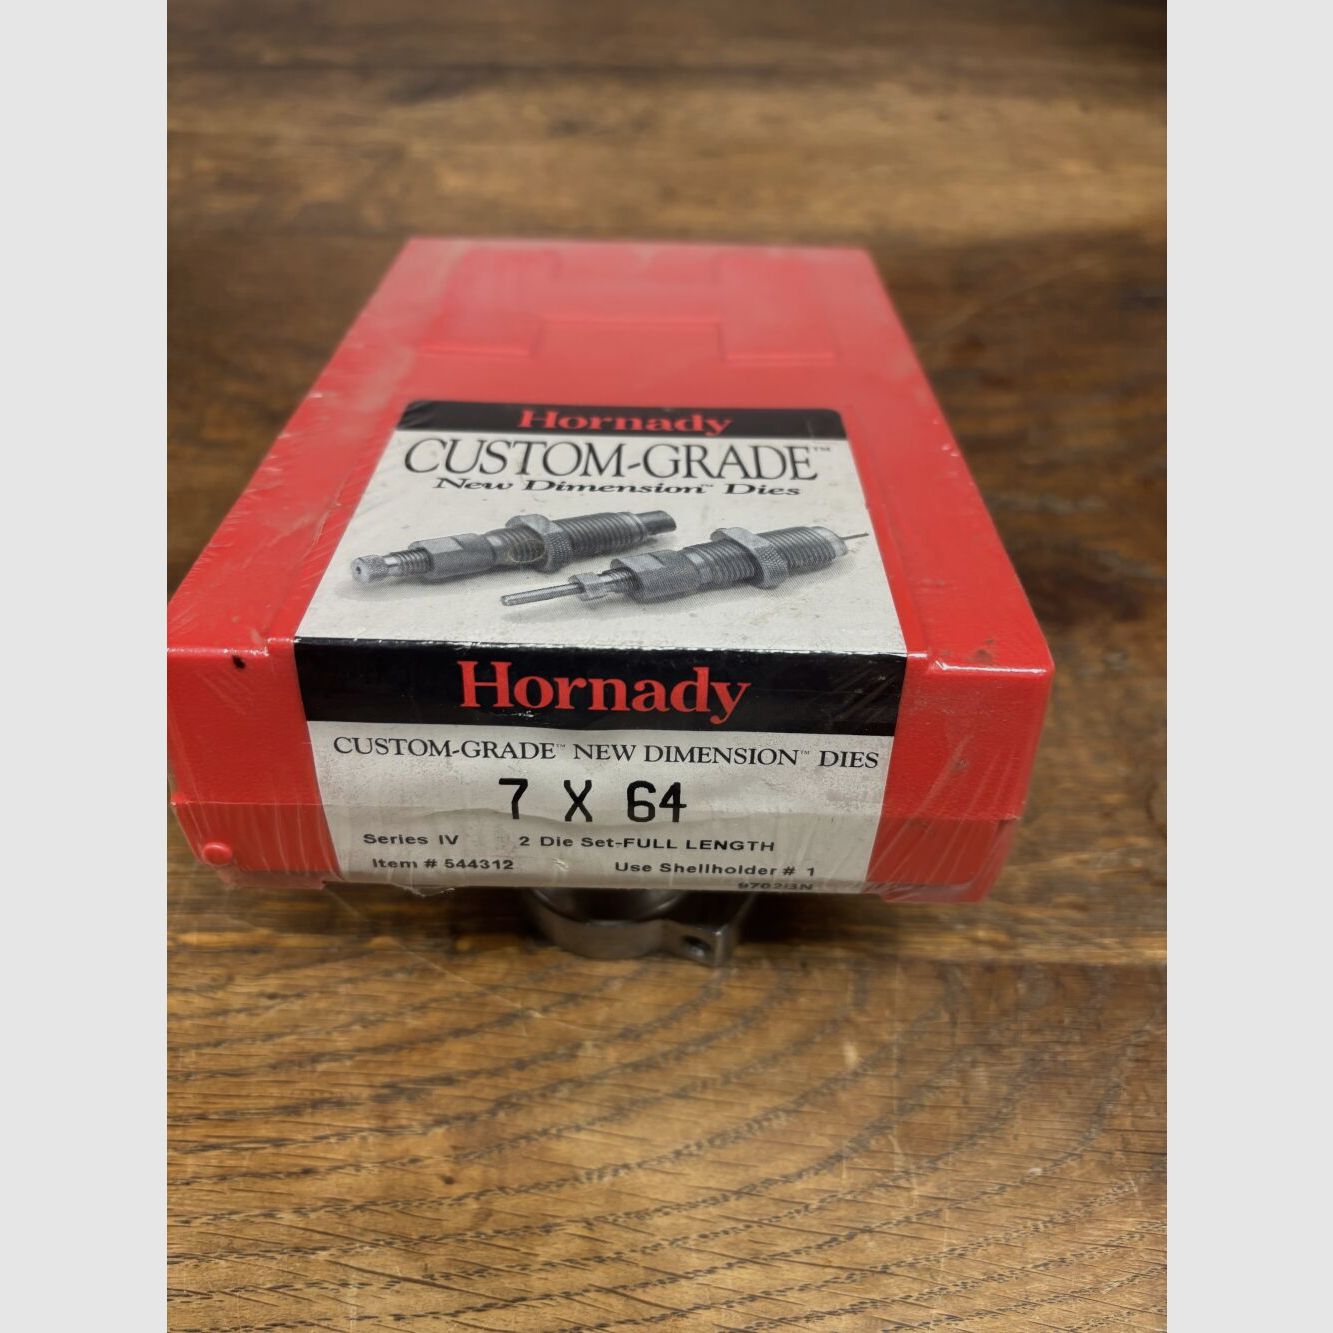 Hornady
CUSTOM-GRADE™
New Dimension™ Dies
Hornady
CUSTOM-GRADE™ NEW DIMENSION™ DIES
7 X 64
Series IV 2 Die Set-FULL LENGTH
Item # 544312 Use Shellholder # 1